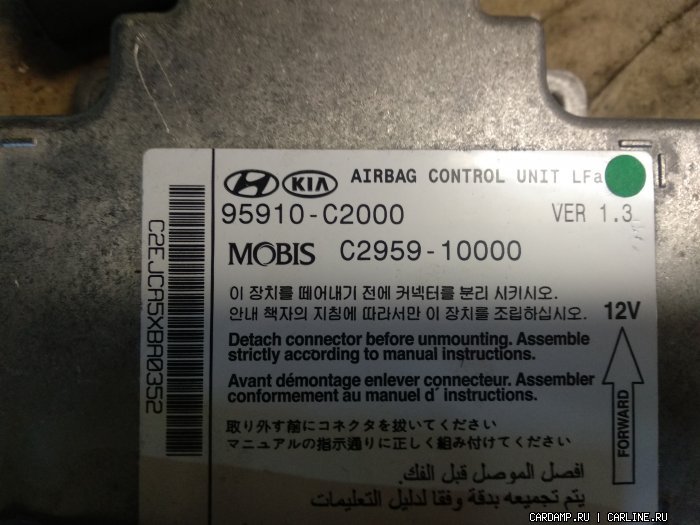 HYUNDAI KIA AIRBAG CONTROL UNIT LFa
95910-C2000 VER 1.3
MOBIS C2959-10000
C2EJCA5XBA0352
이 장치를 떼어내기 전에 커넥터를 분리 시키시오.
안내 책자의 지침에 따라서만 이 장치를 조립하십시오.
12V
Detach connector before unmounting. Assemble
strictly according to manual instructions.
Avant démontage enlever connecteur. Assembler
conformement au manuel d' instructions.
FORWARD
取り外す前にコネクタを抜いてください
マニュアルの指示通りに正しく組み付けてください
افصل الموصل قبل الفك.
يتم تجميعه بدقة وفقا لدليل التعليمات
CARDAMP.RU | CARLINE.RU